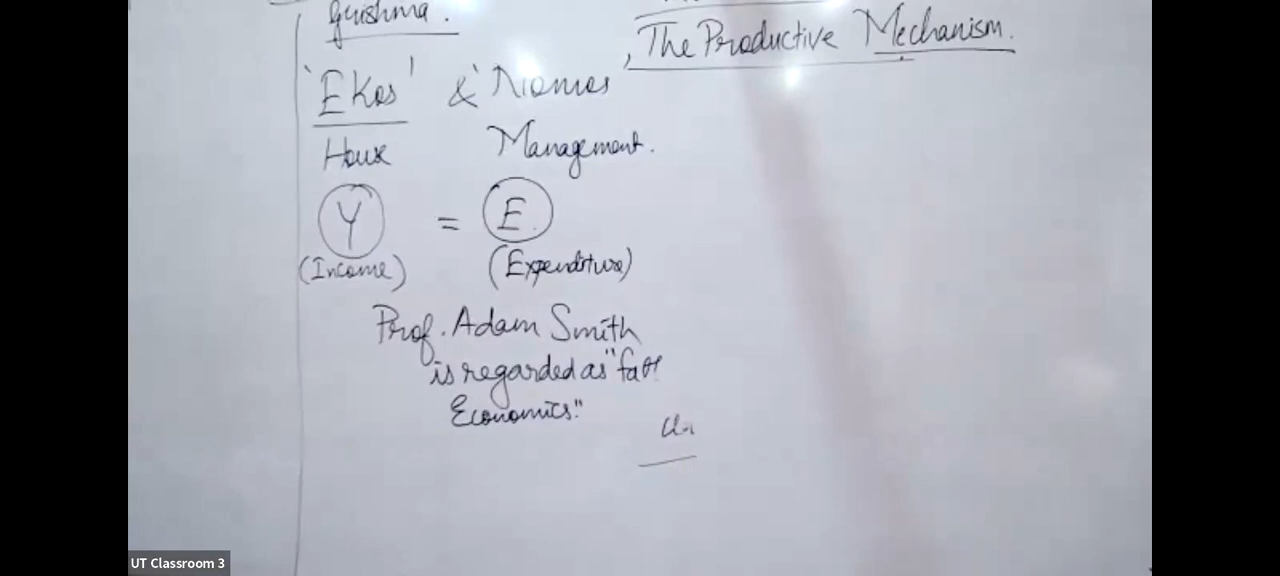 grishma.
, The Productive Mechanism.
'EKos' & 'Nomos
House Management.
Y = E
(Income) (Expenditure)
Prof. Adam Smith
is regarded as "fat
Economics"
UT Classroom 3